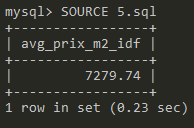 mysql> SOURCE 5.sql
+-----------------+
| avg_prix_m2_idf |
+-----------------+
|         7279.74 |
+-----------------+
1 row in set (0.23 sec)